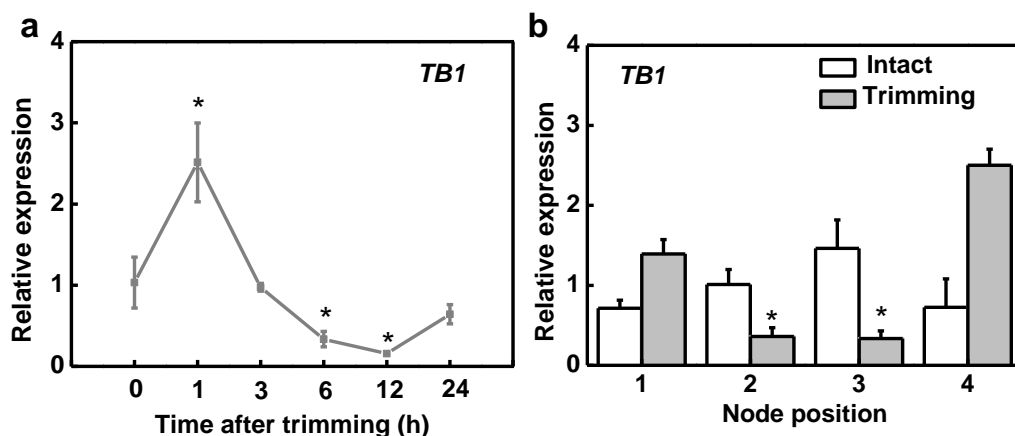 a
Relative expression
4
3
2
1
0
TB1
*
*
*
0 1 3 6 12 24
Time after trimming (h)
b
Relative expression
4
3
2
1
0
TB1
Intact
Trimming
*
*
1 2 3 4
Node position